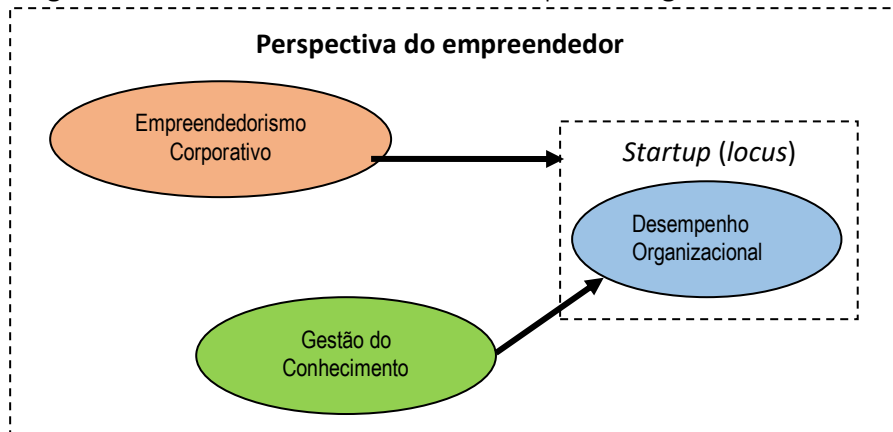 Perspectiva do empreendedor
Empreendedorismo
Corporativo
Startup (locus)
Desempenho
Organizacional
Gestão do
Conhecimento